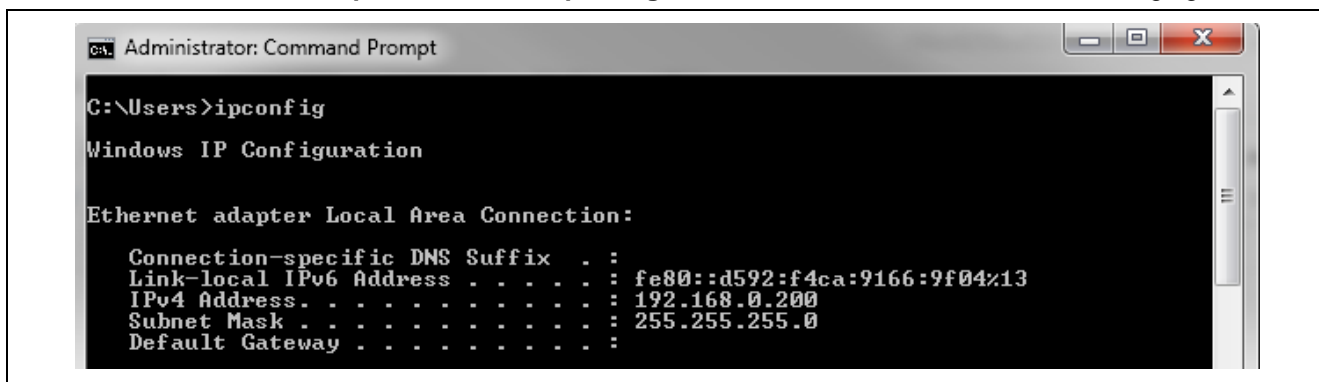 Administrator: Command Prompt
C:\Users>ipconfig
Windows IP Configuration
Ethernet adapter Local Area Connection:
Connection-specific DNS Suffix . :
Link-local IPv6 Address . . . . . : fe80::d592:f4ca:9166:9f04%13
IPv4 Address. . . . . . . . . . . : 192.168.0.200
Subnet Mask . . . . . . . . . . . : 255.255.255.0
Default Gateway . . . . . . . . . :